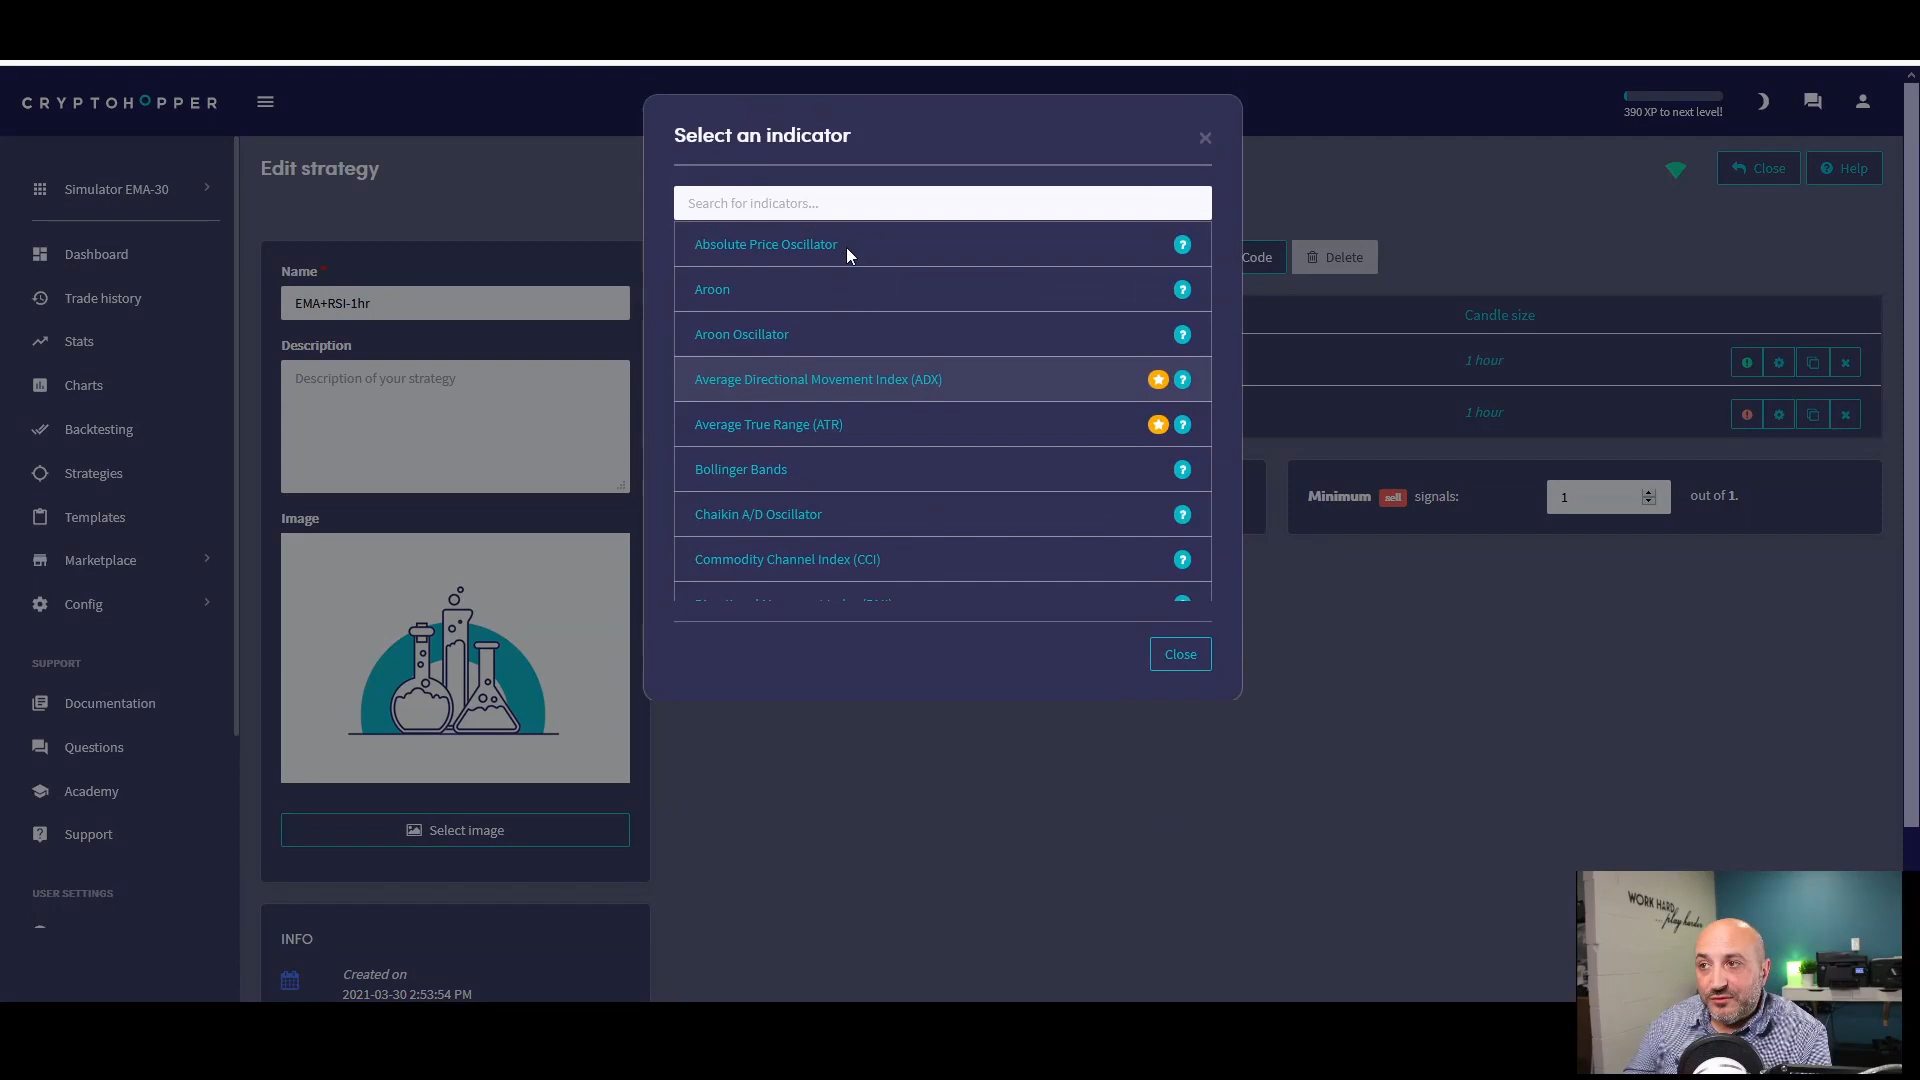 CRYPTOHOPPER
390 XP to next level!
Simulator EMA-30
Dashboard
Trade history
Stats
Charts
Backtesting
Strategies
Templates
Marketplace
Config
SUPPORT
Documentation
Questions
Academy
Support
USER SETTINGS
Edit strategy
Close
Help
Name *
EMA+RSI-1hr
Description
Description of your strategy
Image
Select image
INFO
Created on
2021-03-30 2:53:54 PM
Select an indicator
×
Search for indicators...
Absolute Price Oscillator ?
Aroon ?
Aroon Oscillator ?
Average Directional Movement Index (ADX) ?
Average True Range (ATR) ?
Bollinger Bands ?
Chaikin A/D Oscillator ?
Commodity Channel Index (CCI) ?
Close
Code
Delete
Candle size
1 hour
1 hour
Minimum sell signals: 1 out of 1.
WORK HARD
....play harder